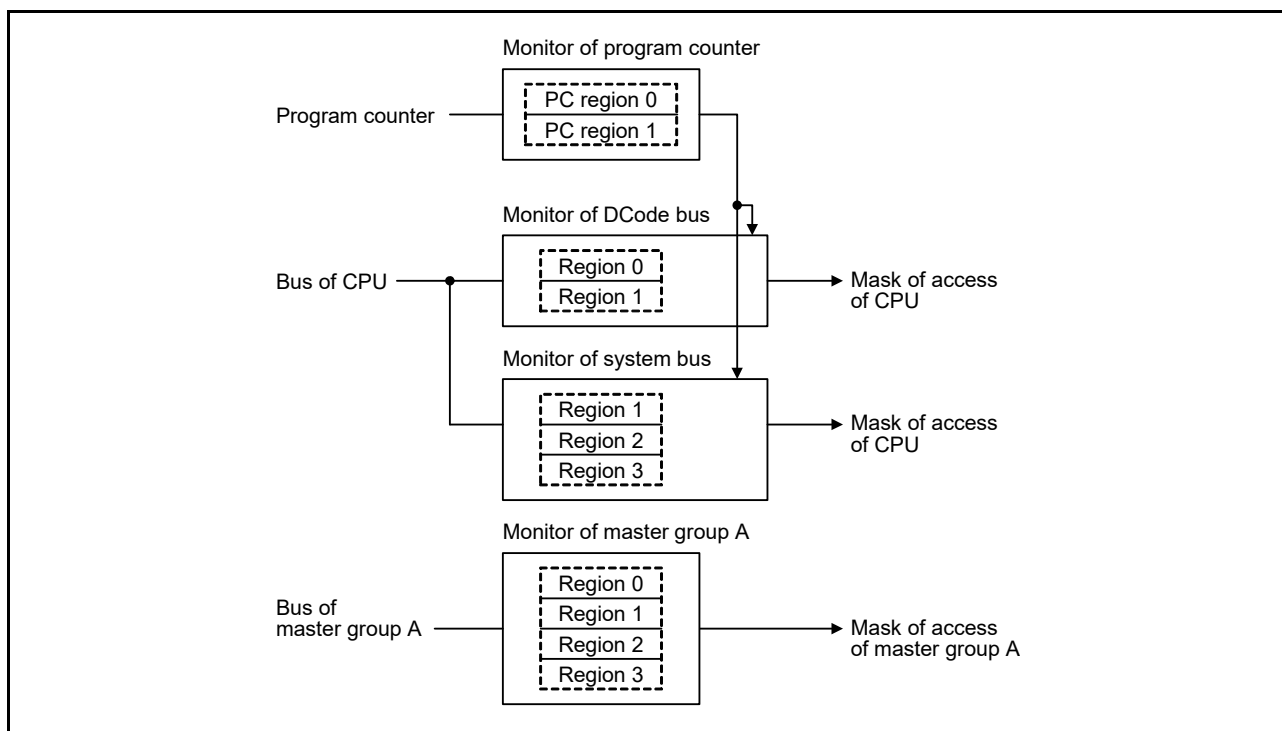 Monitor of program counter
Program counter
PC region 0
PC region 1
Monitor of DCode bus
Bus of CPU
Region 0
Region 1
Mask of access
of CPU
Monitor of system bus
Region 1
Region 2
Region 3
Mask of access
of CPU
Monitor of master group A
Bus of
master group A
Region 0
Region 1
Region 2
Region 3
Mask of access
of master group A